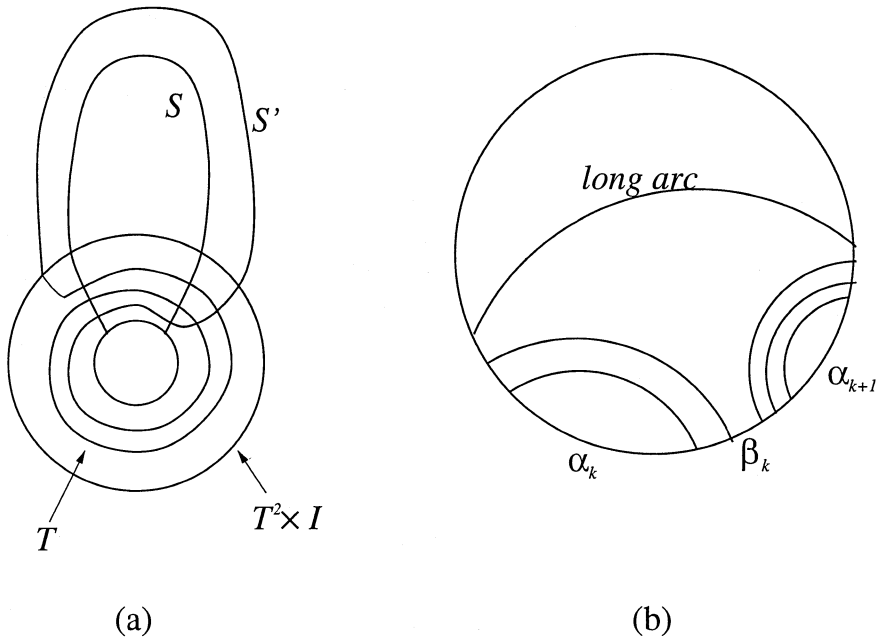 S
S'
long arc
α_{k+1}
β_k
α_k
T² × I
T
(a)
(b)